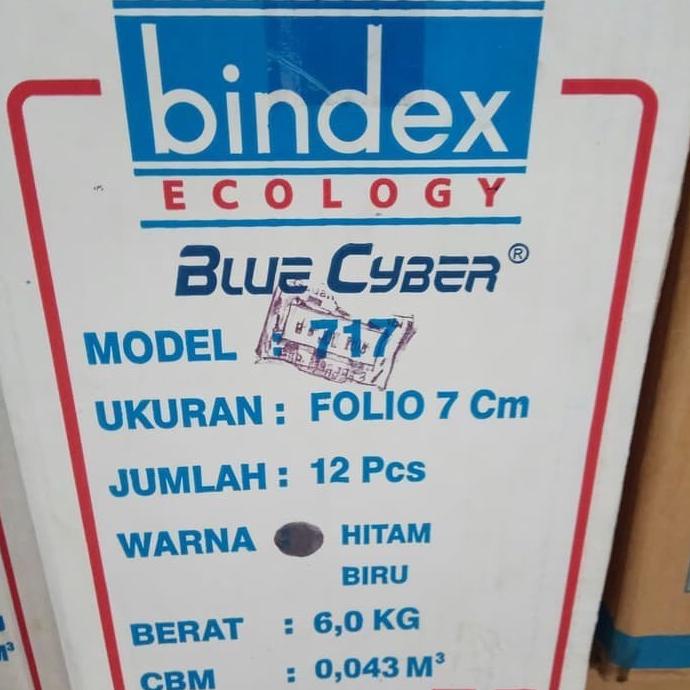 bindex
ECOLOGY
BLUE CYBER®
MODEL : 717
UKURAN : FOLIO 7 Cm
JUMLAH : 12 Pcs
WARNA HITAM
BIRU
BERAT : 6,0 KG
CBM : 0,043 M³